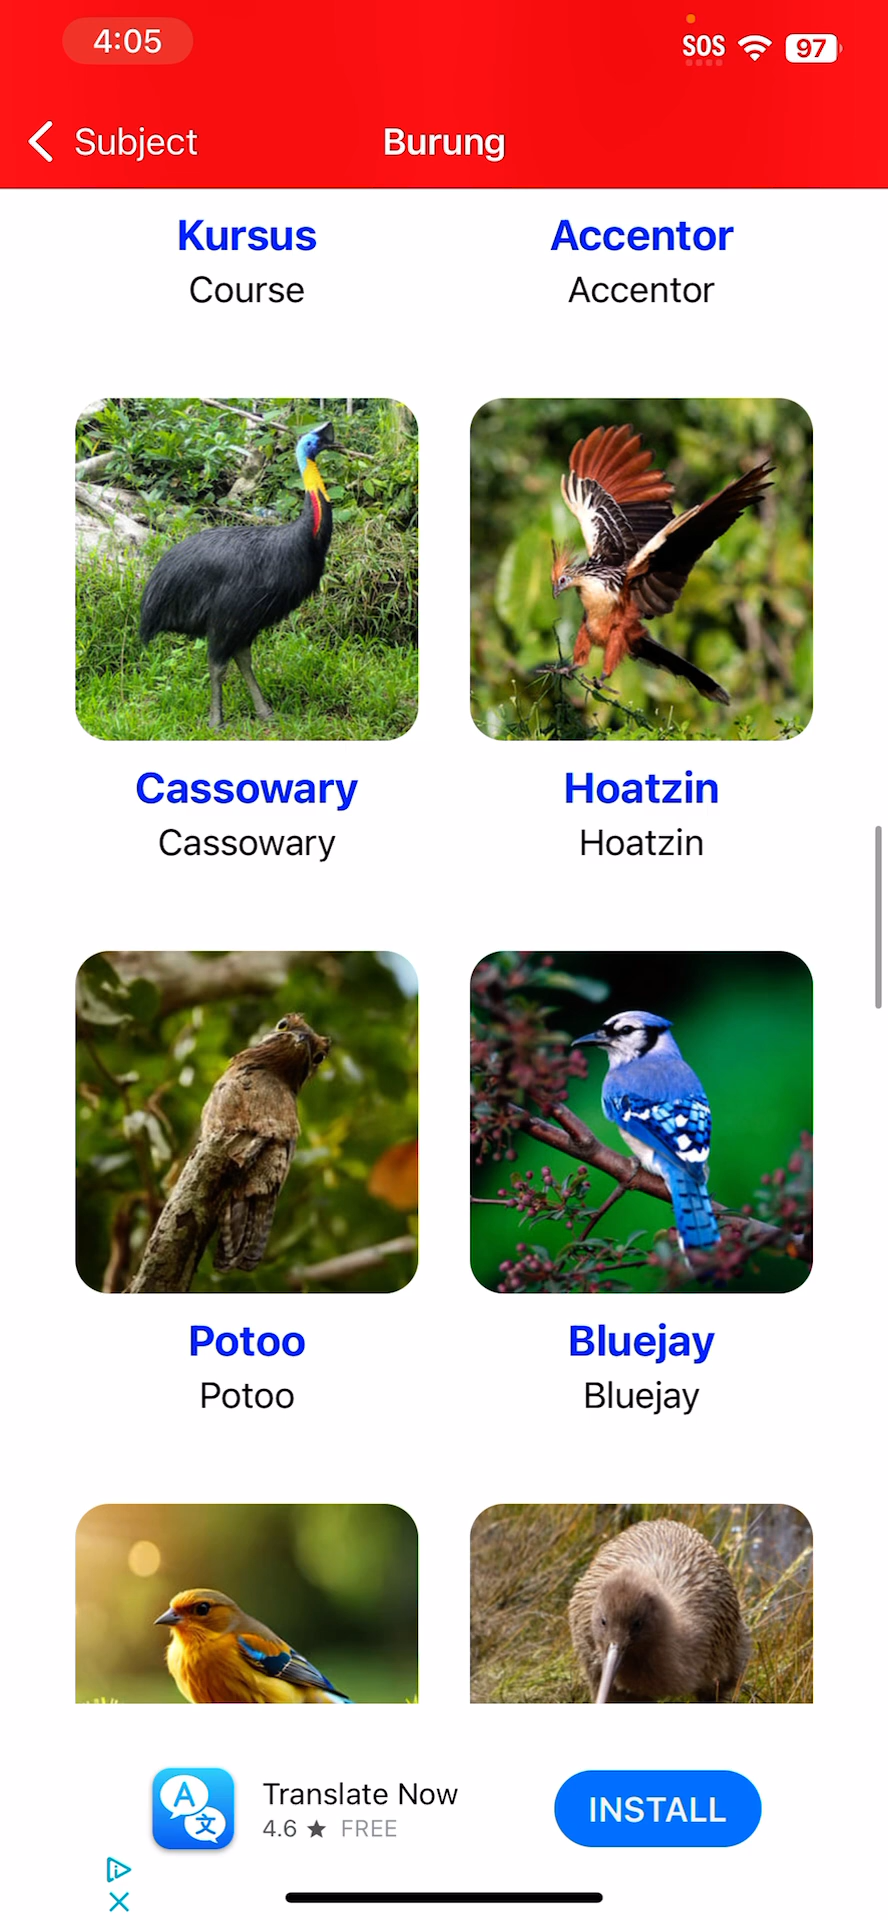 4:05
SOS
97
Subject
Burung
Kursus
Accentor
Course
Accentor
Cassowary
Hoatzin
Cassowary
Hoatzin
Potoo
Bluejay
Potoo
Bluejay
A
文
Translate Now
4.6 ★ FREE
INSTALL